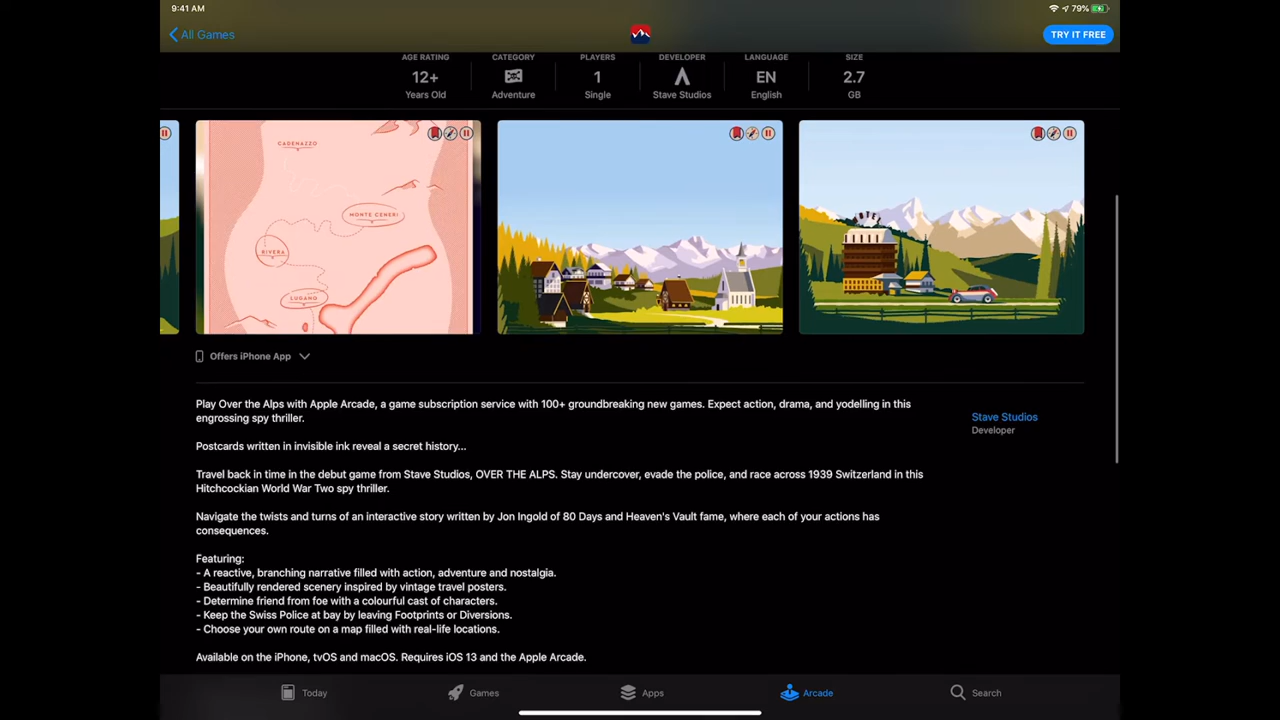 9:41 AM
79%
All Games
TRY IT FREE
AGE RATING
12+
Years Old
CATEGORY
Adventure
PLAYERS
1
Single
DEVELOPER
Stave Studios
LANGUAGE
EN
English
SIZE
2.7
GB
CADENAZZO
MONTE CENERI
RIVERA
LUGANO
Offers iPhone App
Play Over the Alps with Apple Arcade, a game subscription service with 100+ groundbreaking new games. Expect action, drama, and yodelling in this
engrossing spy thriller.
Stave Studios
Developer
Postcards written in invisible ink reveal a secret history...
Travel back in time in the debut game from Stave Studios, OVER THE ALPS. Stay undercover, evade the police, and race across 1939 Switzerland in this
Hitchcockian World War Two spy thriller.
Navigate the twists and turns of an interactive story written by Jon Ingold of 80 Days and Heaven's Vault fame, where each of your actions has
consequences.
Featuring:
- A reactive, branching narrative filled with action, adventure and nostalgia.
- Beautifully rendered scenery inspired by vintage travel posters.
- Determine friend from foe with a colourful cast of characters.
- Keep the Swiss Police at bay by leaving Footprints or Diversions.
- Choose your own route on a map filled with real-life locations.
Available on the iPhone, tvOS and macOS. Requires iOS 13 and the Apple Arcade.
Today
Games
Apps
Arcade
Search